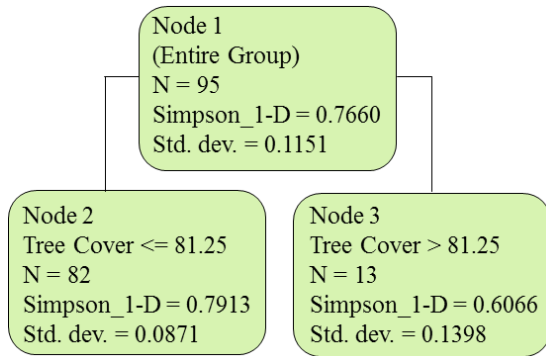 Node 1
(Entire Group)
N = 95
Simpson_1-D = 0.7660
Std. dev. = 0.1151
Node 2
Tree Cover <= 81.25
N = 82
Simpson_1-D = 0.7913
Std. dev. = 0.0871
Node 3
Tree Cover > 81.25
N = 13
Simpson_1-D = 0.6066
Std. dev. = 0.1398